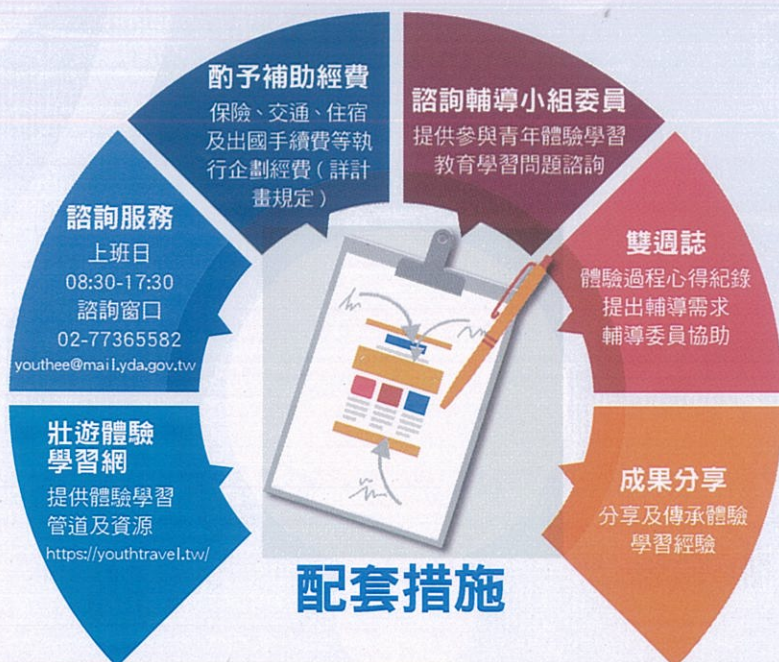 酌予補助經費
保險、交通、住宿
及出國手續費等執
行企劃經費（詳計
畫規定）
諮詢輔導小組委員
提供參與青年體驗學習
教育學習問題諮詢
諮詢服務
上班日
08:30-17:30
諮詢窗口
02-77365582
youthee@mail.yda.gov.tw
雙週誌
體驗過程心得紀錄
提出輔導需求
輔導委員協助
壯遊體驗
學習網
提供體驗學習
管道及資源
https://youthtravel.tw/
成果分享
分享及傳承體驗
學習經驗
配套措施